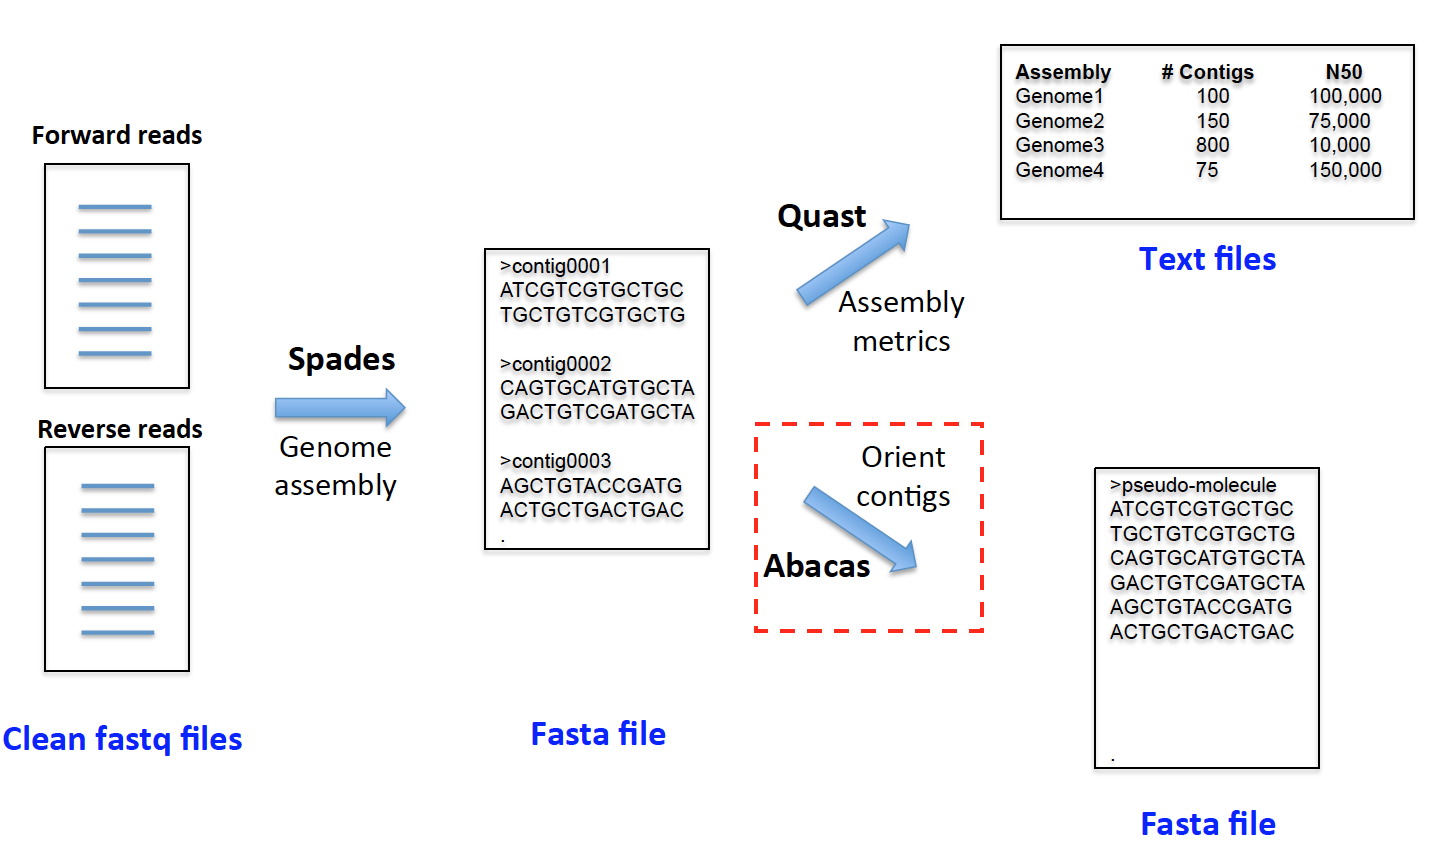 Forward reads
Reverse reads
Clean fastq files
Spades
Genome
assembly
>contig0001
ATCGTCGTGCTGC
TGCTGTCGTGCTG
>contig0002
CAGTGCATGTGCTA
GACTGTCGATGCTA
>contig0003
AGCTGTACCGATG
ACTGCTGACTGAC
.
Fasta file
Quast
Assembly
metrics
Assembly # Contigs N50
Genome1 100 100,000
Genome2 150 75,000
Genome3 800 10,000
Genome4 75 150,000
Text files
Orient
contigs
Abacas
>pseudo-molecule
ATCGTCGTGCTGC
TGCTGTCGTGCTG
CAGTGCATGTGCTA
GACTGTCGATGCTA
AGCTGTACCGATG
ACTGCTGACTGAC
.
Fasta file